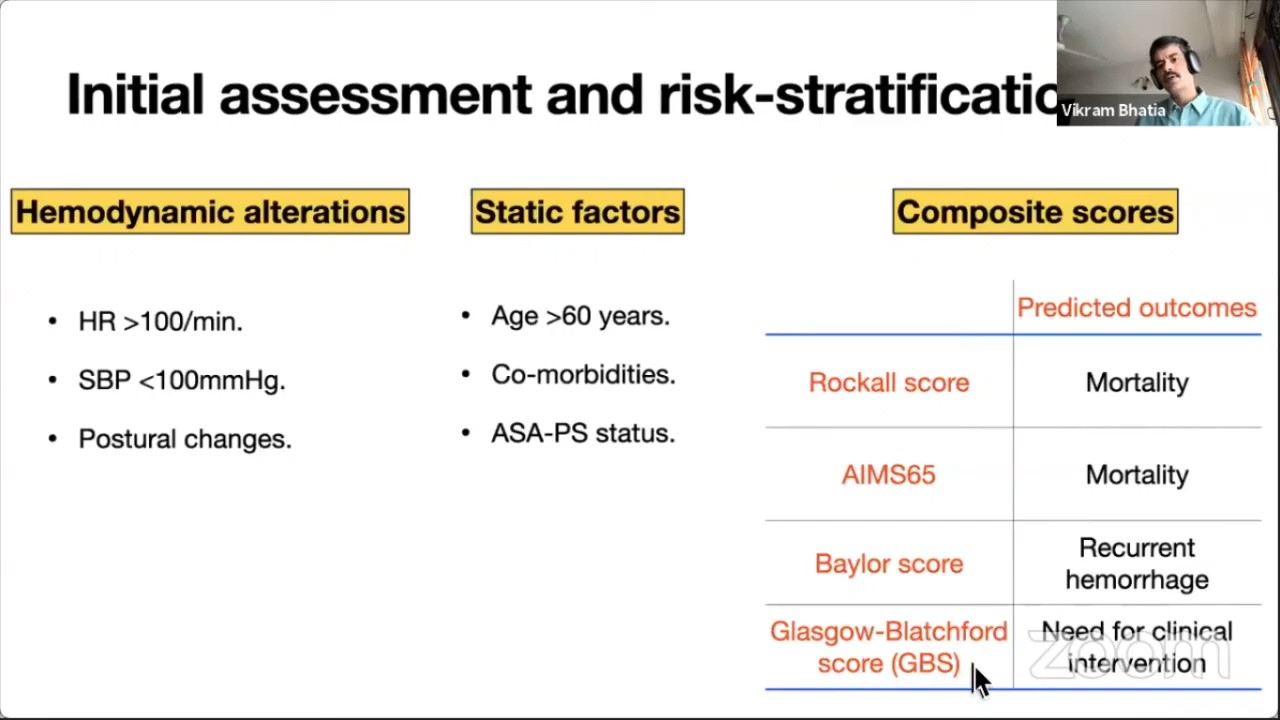 Initial assessment and risk-stratificatio
Vikram Bhatia
Hemodynamic alterations
• HR >100/min.
• SBP <100mmHg.
• Postural changes.
Static factors
• Age >60 years.
• Co-morbidities.
• ASA-PS status.
Composite scores
Predicted outcomes
Rockall score
Mortality
AIMS65
Mortality
Baylor score
Recurrent
hemorrhage
Glasgow-Blatchford
score (GBS)
Need for clinical
intervention
zoom